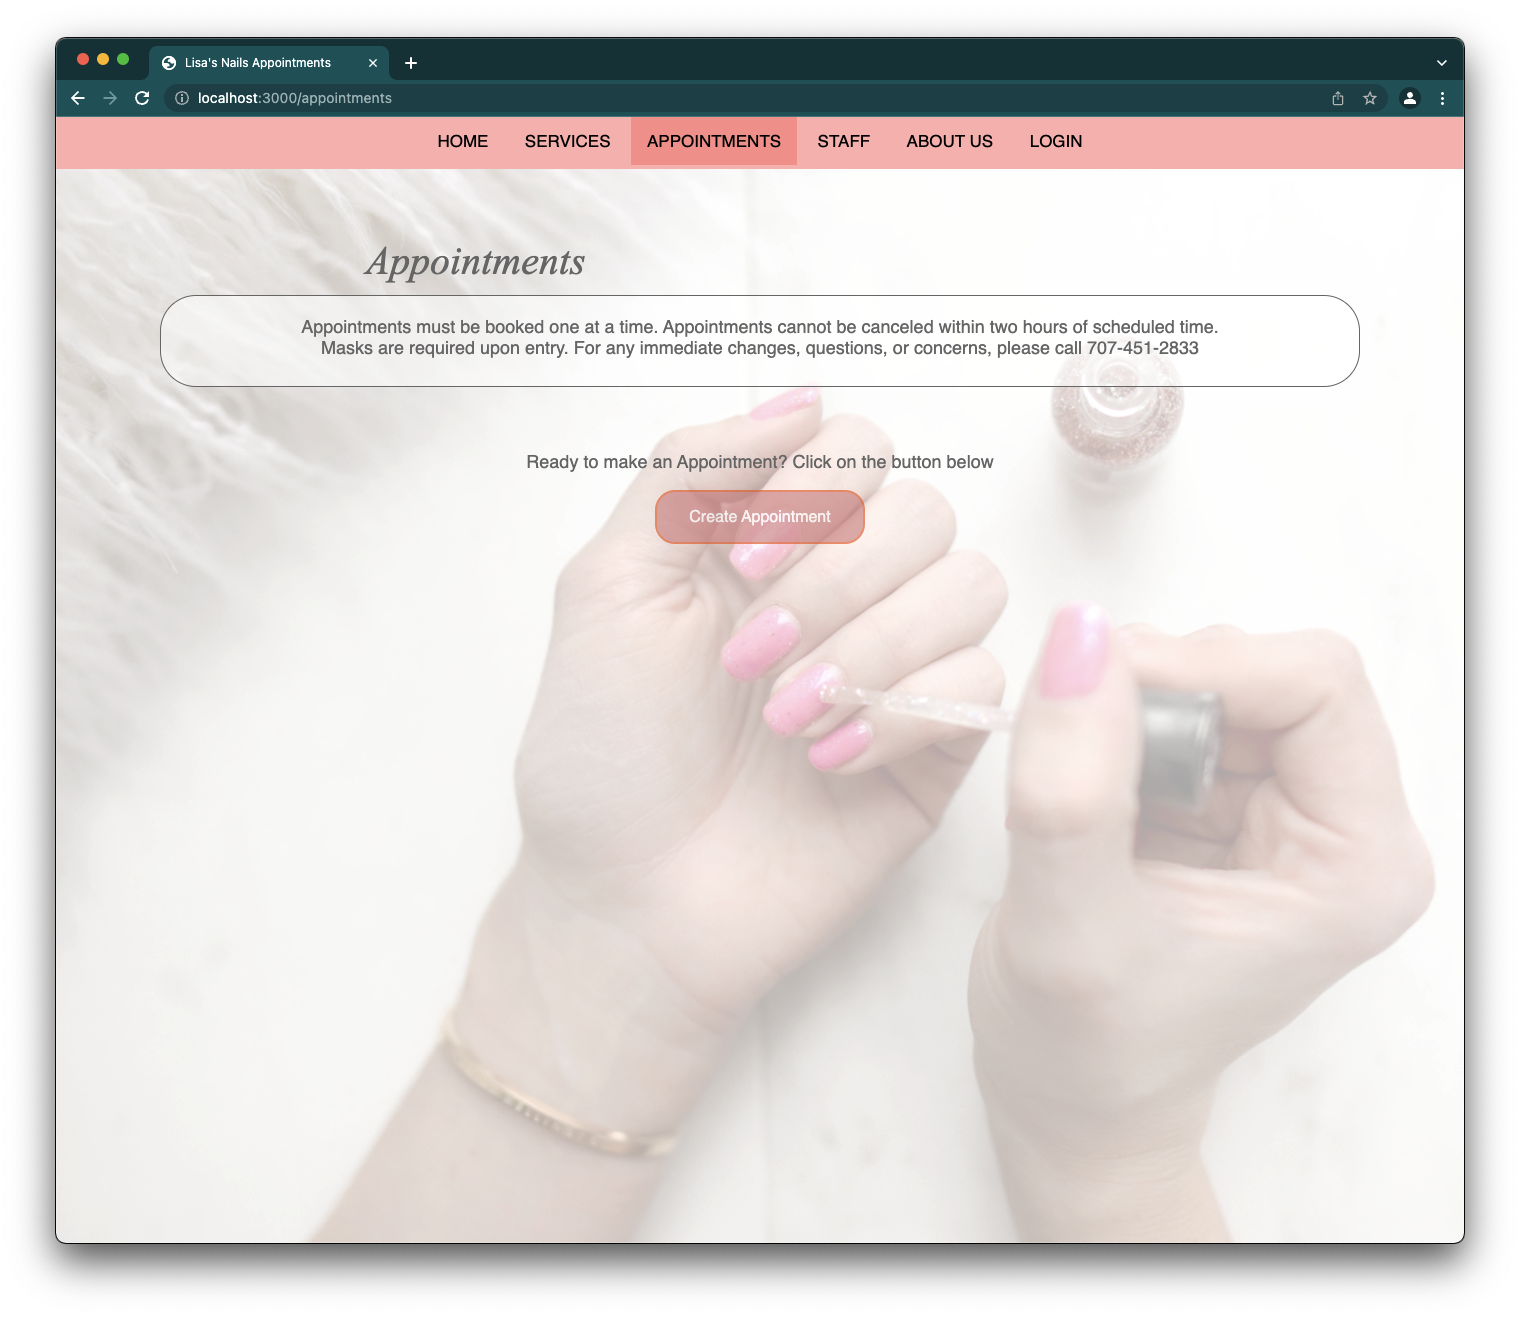 Lisa's Nails Appointments
localhost:3000/appointments
HOME SERVICES APPOINTMENTS STAFF ABOUT US LOGIN
Appointments
Appointments must be booked one at a time. Appointments cannot be canceled within two hours of scheduled time.
Masks are required upon entry. For any immediate changes, questions, or concerns, please call 707-451-2833
Ready to make an Appointment? Click on the button below
Create Appointment